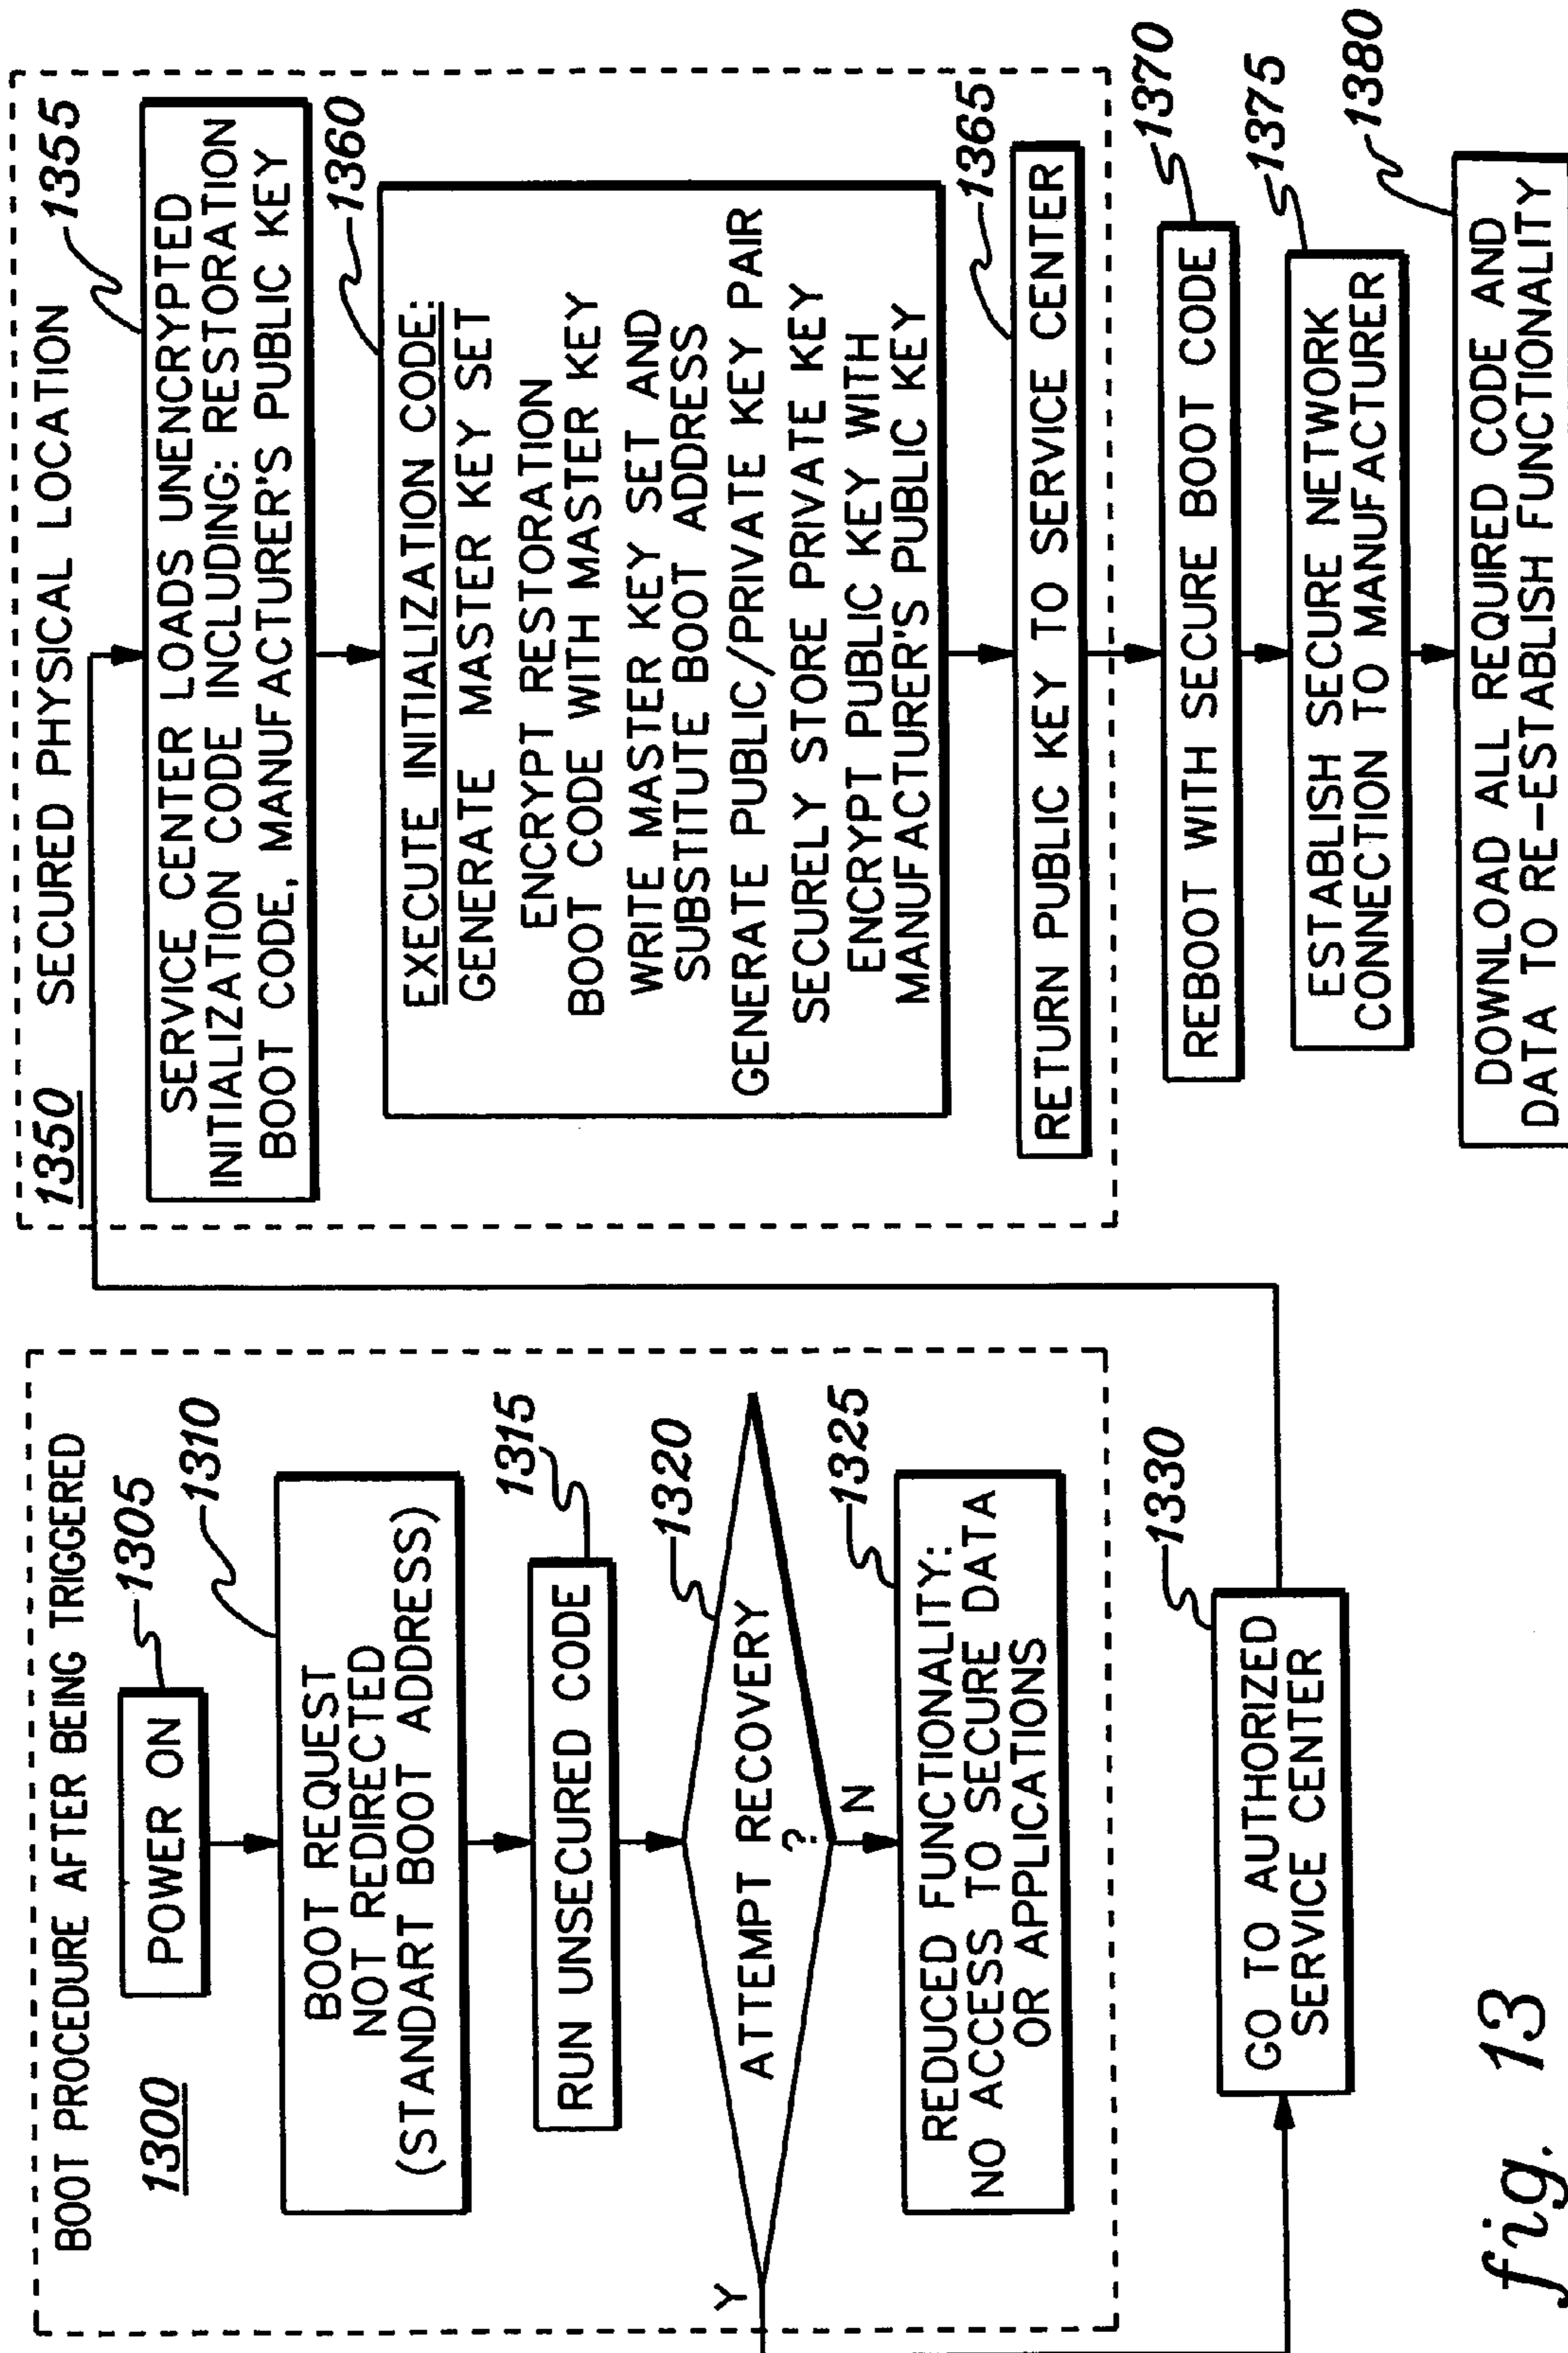 BOOT PROCEDURE AFTER BEING TRIGGERED
1300
POWER ON
1305
BOOT REQUEST
NOT REDIRECTED
(STANDART BOOT ADDRESS)
1310
RUN UNSECURED CODE
1315
ATTEMPT RECOVERY
?
1320
Y
N
REDUCED FUNCTIONALITY:
NO ACCESS TO SECURE DATA
OR APPLICATIONS
1325
GO TO AUTHORIZED
SERVICE CENTER
1330
1350 SECURED PHYSICAL LOCATION
SERVICE CENTER LOADS UNENCRYPTED
INITIALIZATION CODE INCLUDING: RESTORATION
BOOT CODE, MANUFACTURER'S PUBLIC KEY
1355
EXECUTE INITIALIZATION CODE:
GENERATE MASTER KEY SET
ENCRYPT RESTORATION
BOOT CODE WITH MASTER KEY
WRITE MASTER KEY SET AND
SUBSTITUTE BOOT ADDRESS
GENERATE PUBLIC/PRIVATE KEY PAIR
SECURELY STORE PRIVATE KEY
ENCRYPT PUBLIC KEY WITH
MANUFACTURER'S PUBLIC KEY
1360
RETURN PUBLIC KEY TO SERVICE CENTER
1365
REBOOT WITH SECURE BOOT CODE
1370
ESTABLISH SECURE NETWORK
CONNECTION TO MANUFACTURER
1375
DOWNLOAD ALL REQUIRED CODE AND
DATA TO RE-ESTABLISH FUNCTIONALITY
1380
fig. 13